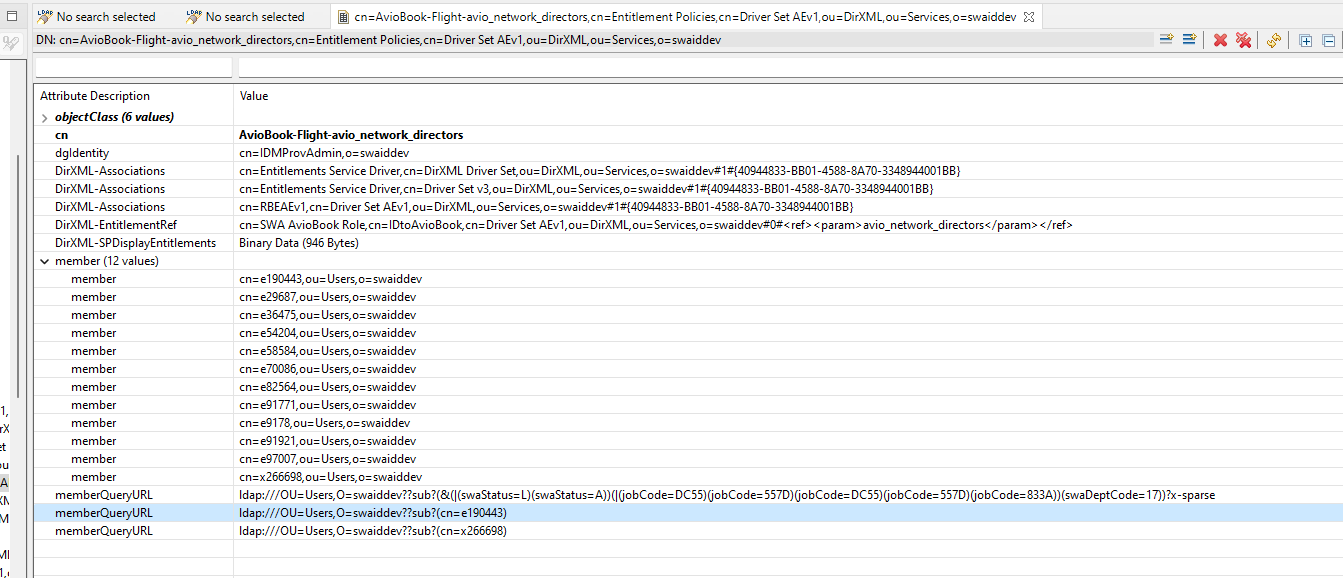 LDAP No search selected LDAP No search selected cn=AvioBook-Flight-avio_network_directors,cn=Entitlement Policies,cn=Driver Set AEv1,ou=DirXML,ou=Services,o=swaiddev
DN: cn=AvioBook-Flight-avio_network_directors,cn=Entitlement Policies,cn=Driver Set AEv1,ou=DirXML,ou=Services,o=swaiddev
Attribute Description Value
objectClass (6 values)
cn AvioBook-Flight-avio_network_directors
dgIdentity cn=IDMProvAdmin,o=swaiddev
DirXML-Associations cn=Entitlements Service Driver,cn=DirXML Driver Set,ou=DirXML,ou=Services,o=swaiddev#1#{40944833-BB01-4588-8A70-3348944001BB}
DirXML-Associations cn=Entitlements Service Driver,cn=Driver Set v3,ou=DirXML,ou=Services,o=swaiddev#1#{40944833-BB01-4588-8A70-3348944001BB}
DirXML-Associations cn=RBEAEv1,cn=Driver Set AEv1,ou=DirXML,ou=Services,o=swaiddev#1#{40944833-BB01-4588-8A70-3348944001BB}
DirXML-EntitlementRef cn=SWA AvioBook Role,cn=IDtoAvioBook,cn=Driver Set AEv1,ou=DirXML,ou=Services,o=swaiddev#0#<ref><param>avio_network_directors</param></ref>
DirXML-SPDisplayEntitlements Binary Data (946 Bytes)
member (12 values)
member cn=e190443,ou=Users,o=swaiddev
member cn=e29687,ou=Users,o=swaiddev
member cn=e36475,ou=Users,o=swaiddev
member cn=e54204,ou=Users,o=swaiddev
member cn=e58584,ou=Users,o=swaiddev
member cn=e70086,ou=Users,o=swaiddev
member cn=e82564,ou=Users,o=swaiddev
member cn=e91771,ou=Users,o=swaiddev
member cn=e9178,ou=Users,o=swaiddev
member cn=e91921,ou=Users,o=swaiddev
member cn=e97007,ou=Users,o=swaiddev
member cn=x266698,ou=Users,o=swaiddev
memberQueryURL ldap:///OU=Users,O=swaiddev??sub?(&(|(swaStatus=L)(swaStatus=A))(|(jobCode=DC55)(jobCode=557D)(jobCode=DC55)(jobCode=557D)(jobCode=833A))(swaDeptCode=17))?x-sparse
memberQueryURL ldap:///OU=Users,O=swaiddev??sub?(cn=e190443)
memberQueryURL ldap:///OU=Users,O=swaiddev??sub?(cn=x266698)